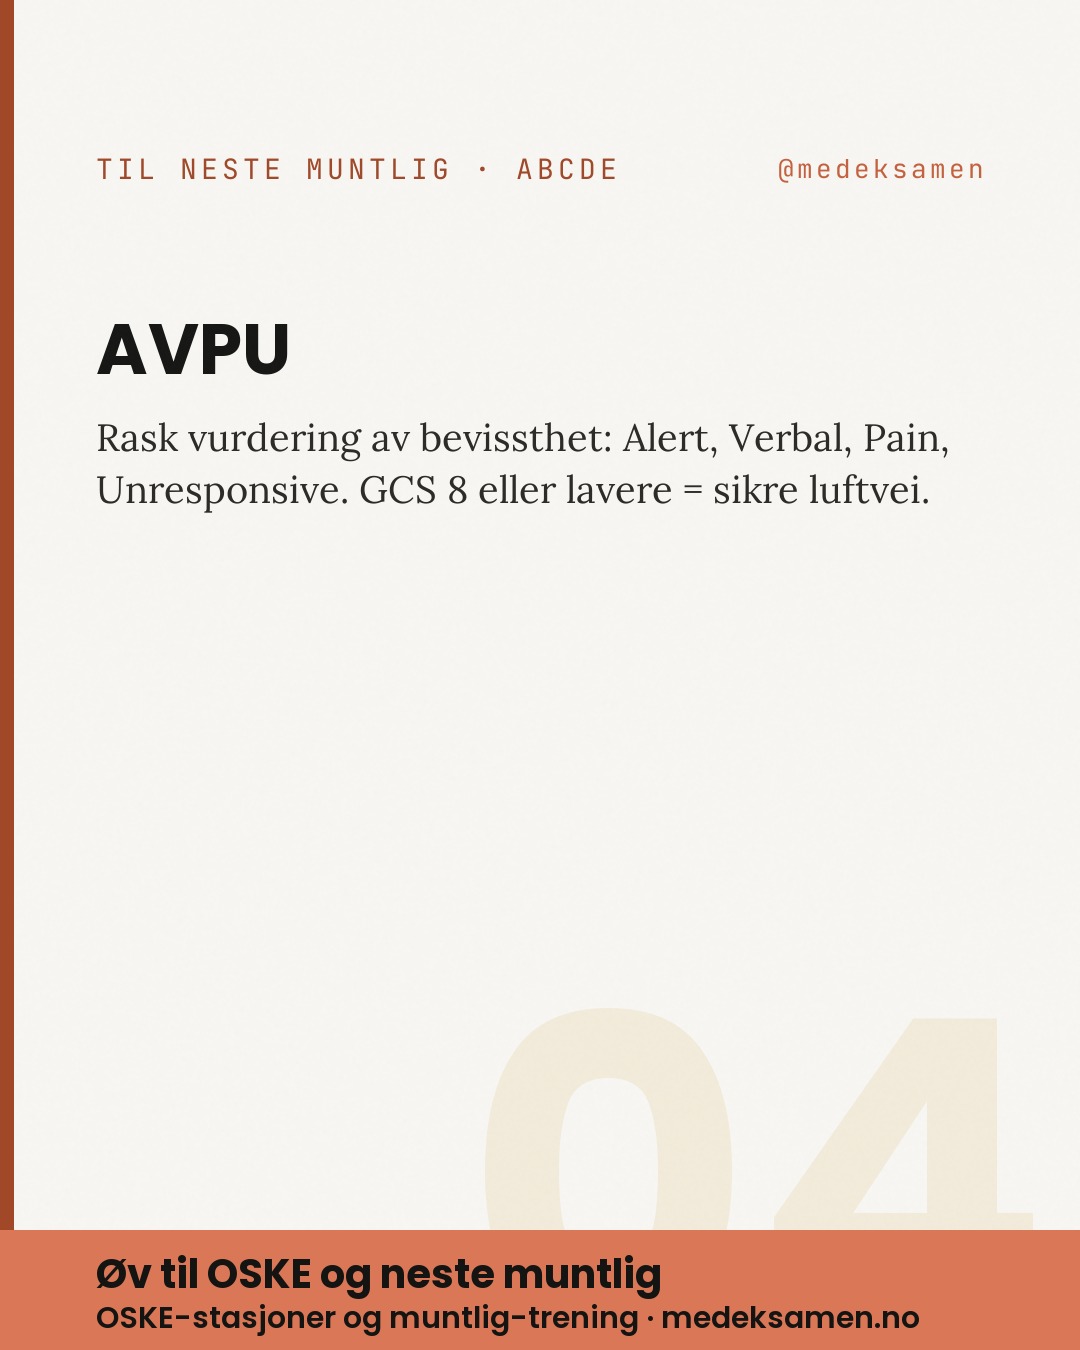 TIL NESTE MUNTLIG · ABCDE
@medeksamen
AVPU
Rask vurdering av bevissthet: Alert, Verbal, Pain,
Unresponsive. GCS 8 eller lavere = sikre luftvei.
04
Øv til OSKE og neste muntlig
OSKE-stasjoner og muntlig-trening · medeksamen.no